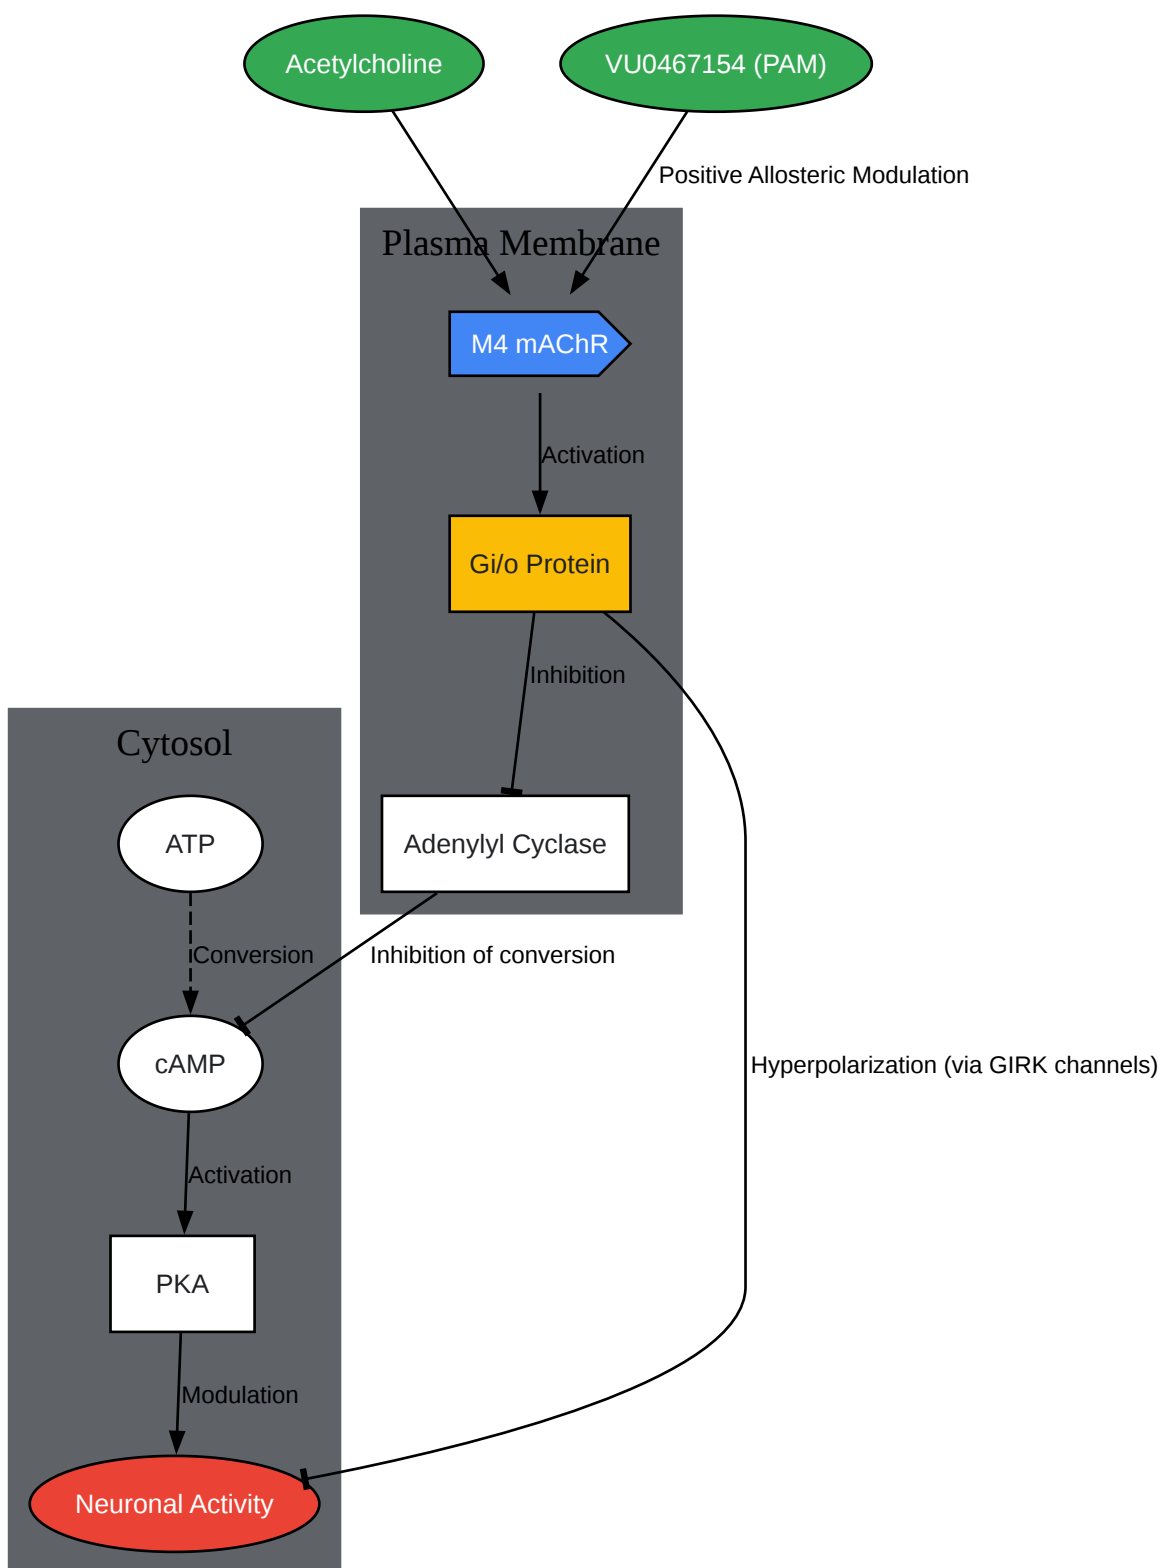 Acetylcholine
VU0467154 (PAM)
Positive Allosteric Modulation
Plasma Membrane
M4 mAChR
Activation
Gi/o Protein
Inhibition
Cytosol
ATP
Adenylyl Cyclase
Conversion
Inhibition of conversion
cAMP
Hyperpolarization (via GIRK channels)
Activation
PKA
Modulation
Neuronal Activity